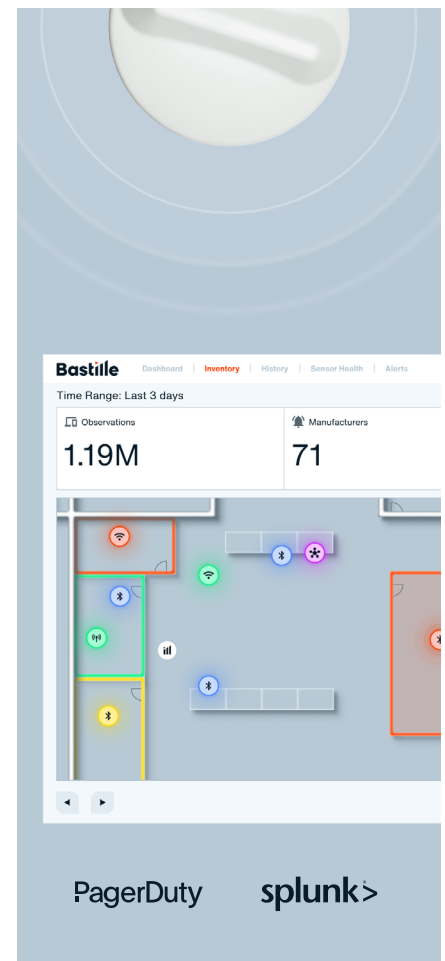 Bastille Dashboard | Inventory | History | Sensor Health | Alerts
Time Range: Last 3 days
Observations Manufacturers
1.19M 71
PagerDuty splunk>